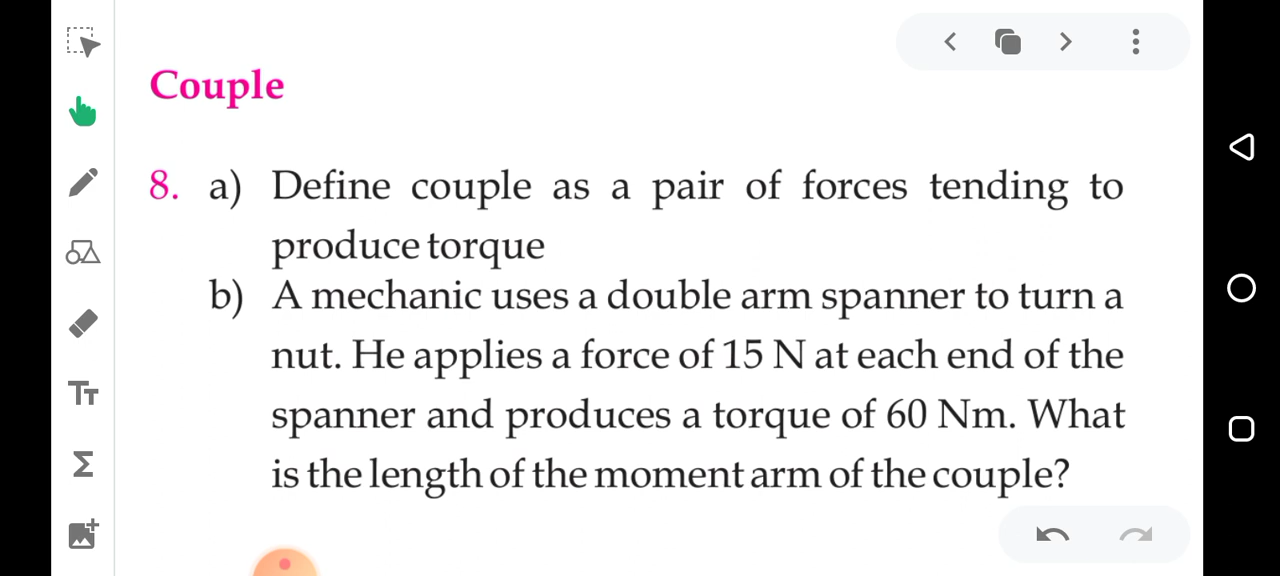 Couple
8. a) Define couple as a pair of forces tending to
produce torque
b) A mechanic uses a double arm spanner to turn a
nut. He applies a force of 15 N at each end of the
spanner and produces a torque of 60 Nm. What
is the length of the moment arm of the couple?
TT
Σ